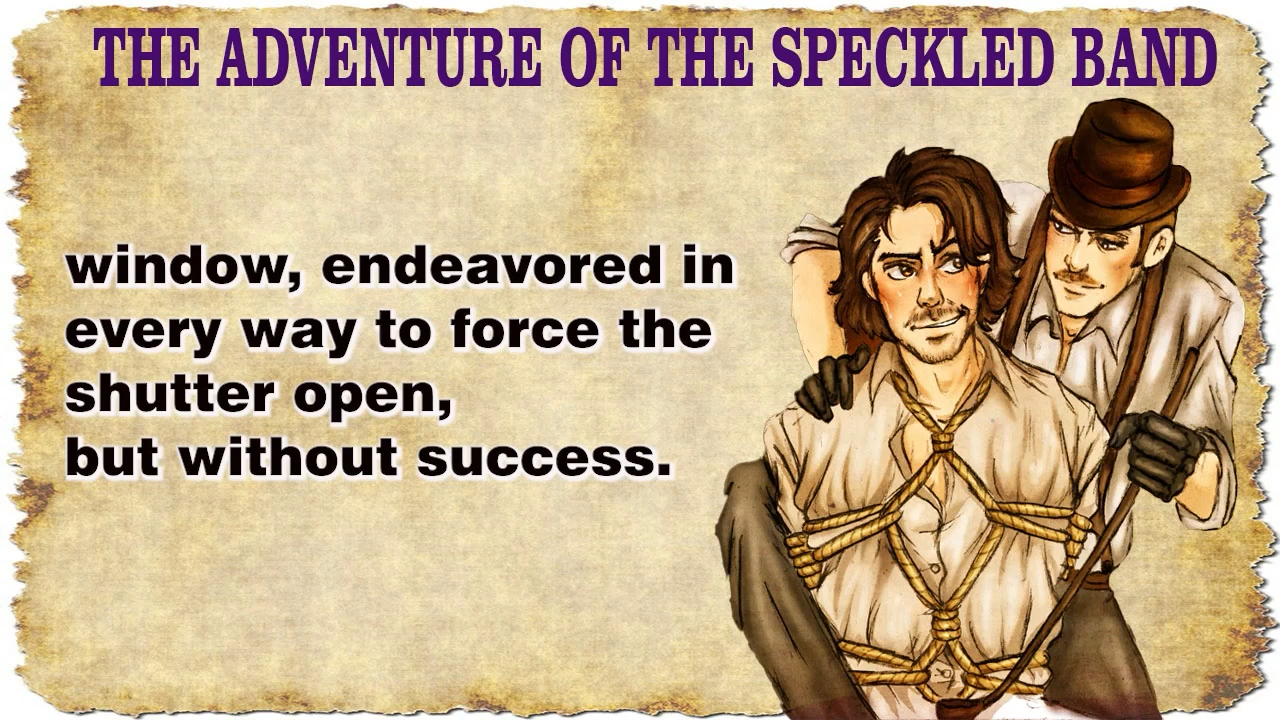 THE ADVENTURE OF THE SPECKLED BAND
window, endeavored in
every way to force the
shutter open,
but without success.